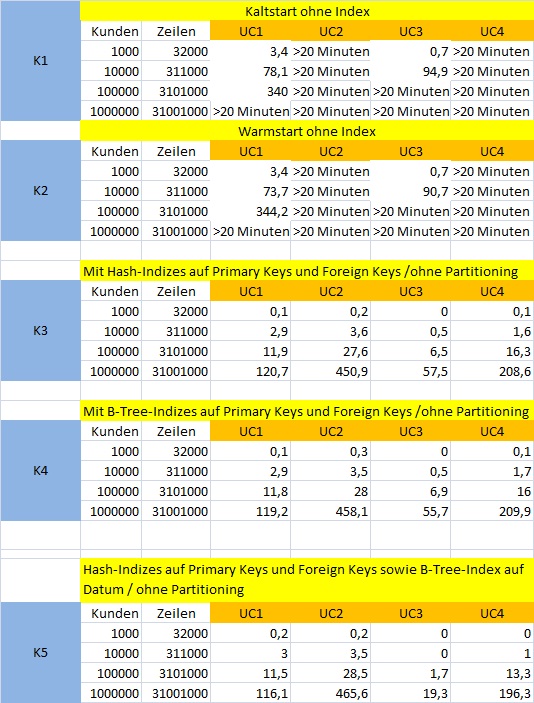 Kaltstart ohne Index
Kunden Zeilen UC1 UC2 UC3 UC4
K1
1000 32000 3,4 >20 Minuten 0,7 >20 Minuten
10000 311000 78,1 >20 Minuten 94,9 >20 Minuten
100000 3101000 340 >20 Minuten >20 Minuten >20 Minuten
1000000 31001000 >20 Minuten >20 Minuten >20 Minuten >20 Minuten
Warmstart ohne Index
Kunden Zeilen UC1 UC2 UC3 UC4
K2
1000 32000 3,4 >20 Minuten 0,7 >20 Minuten
10000 311000 73,7 >20 Minuten 90,7 >20 Minuten
100000 3101000 344,2 >20 Minuten >20 Minuten >20 Minuten
1000000 31001000 >20 Minuten >20 Minuten >20 Minuten >20 Minuten
Mit Hash-Indizes auf Primary Keys und Foreign Keys /ohne Partitioning
Kunden Zeilen UC1 UC2 UC3 UC4
K3
1000 32000 0,1 0,2 0 0,1
10000 311000 2,9 3,6 0,5 1,6
100000 3101000 11,9 27,6 6,5 16,3
1000000 31001000 120,7 450,9 57,5 208,6
Mit B-Tree-Indizes auf Primary Keys und Foreign Keys /ohne Partitioning
Kunden Zeilen UC1 UC2 UC3 UC4
K4
1000 32000 0,1 0,3 0 0,1
10000 311000 2,9 3,5 0,5 1,7
100000 3101000 11,8 28 6,9 16
1000000 31001000 119,2 458,1 55,7 209,9
Hash-Indizes auf Primary Keys und Foreign Keys sowie B-Tree-Index auf
Datum / ohne Partitioning
Kunden Zeilen UC1 UC2 UC3 UC4
K5
1000 32000 0,2 0,2 0 0
10000 311000 3 3,5 0 1
100000 3101000 11,5 28,5 1,7 13,3
1000000 31001000 116,1 465,6 19,3 196,3